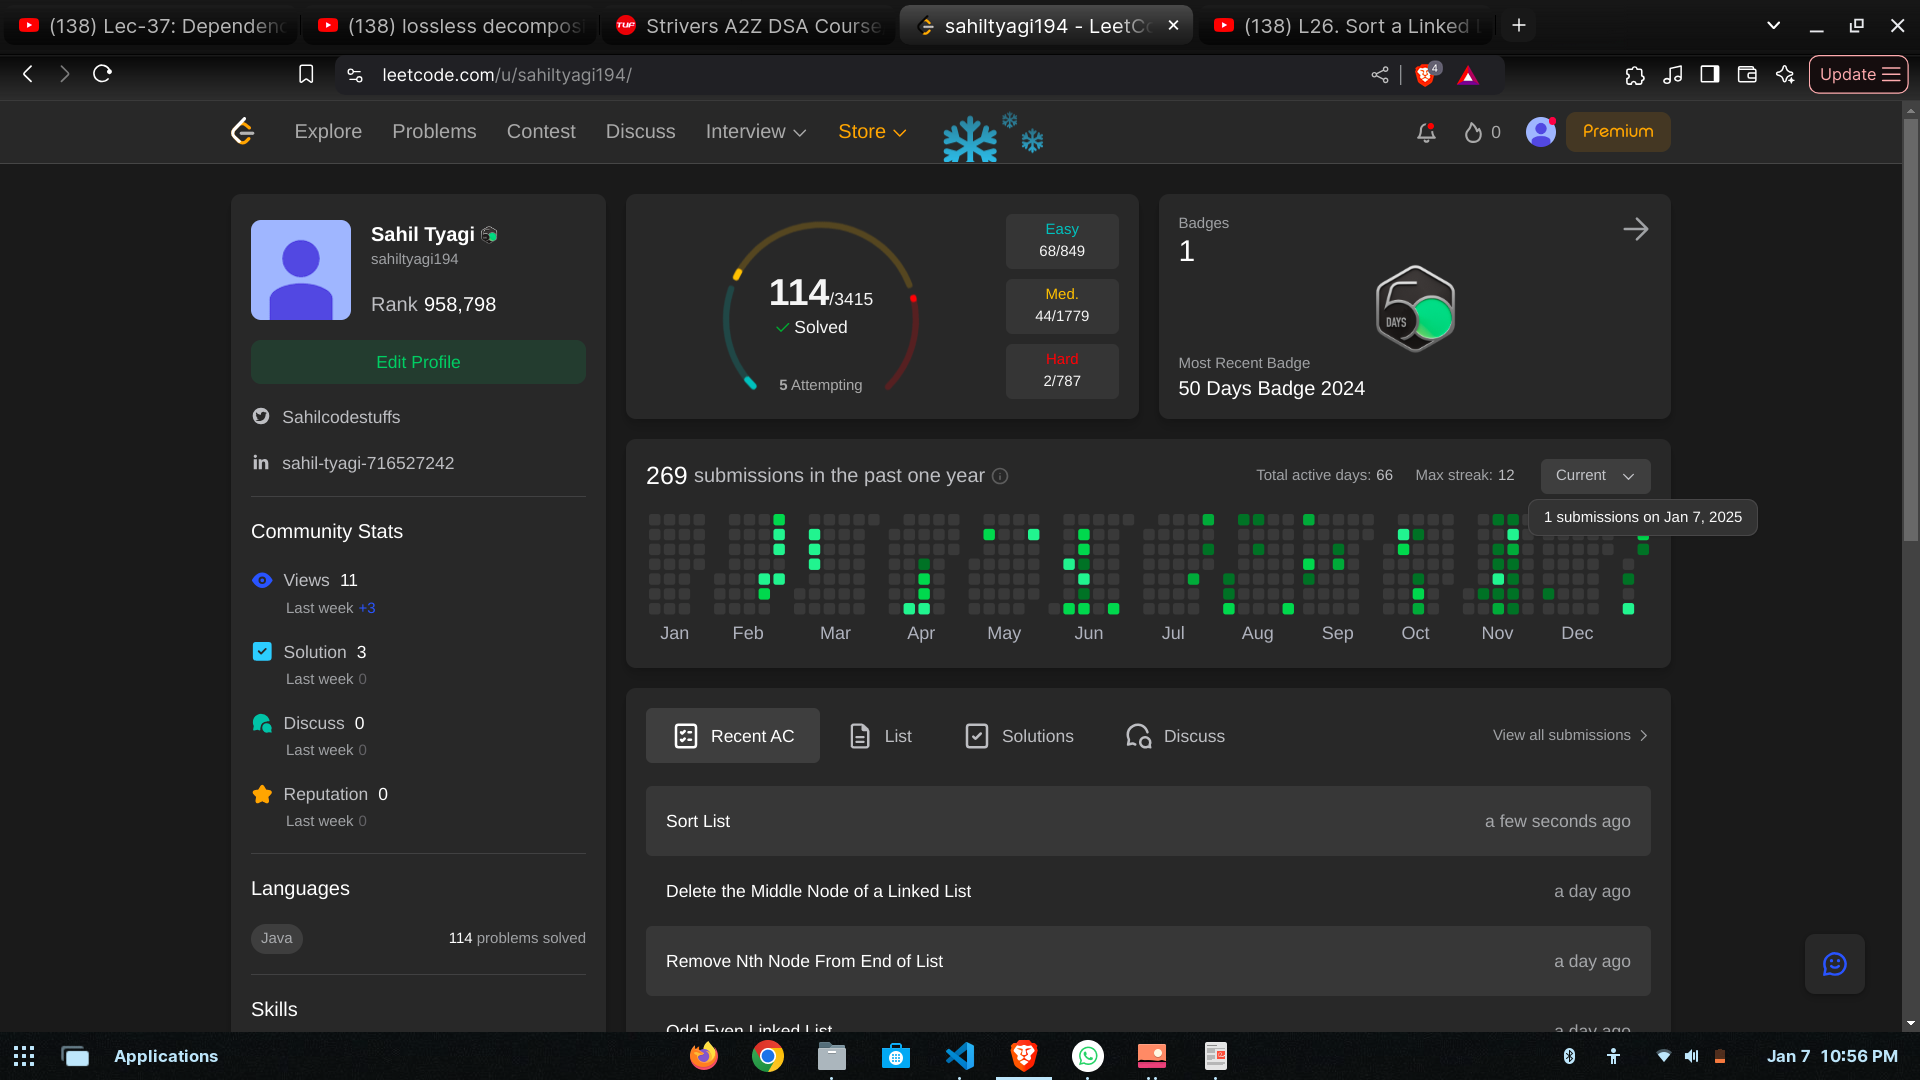 (138) Lec-37: Dependen
(138) lossless decomposi
Strivers A2Z DSA Course
sahiltyagi194 - LeetCo
(138) L26. Sort a Linked
leetcode.com/u/sahiltyagi194/
4
Update
Explore
Problems
Contest
Discuss
Interview
Store
0
Premium
Sahil Tyagi
sahiltyagi194
Rank 958,798
Edit Profile
Sahilcodestuffs
sahil-tyagi-716527242
Community Stats
Views 11
Last week +3
Solution 3
Last week 0
Discuss 0
Last week 0
Reputation 0
Last week 0
Languages
Java
114 problems solved
Skills
114/3415
Solved
5 Attempting
Easy
68/849
Med.
44/1779
Hard
2/787
Badges
1
50
DAYS
Most Recent Badge
50 Days Badge 2024
269 submissions in the past one year
Total active days: 66
Max streak: 12
Current
1 submissions on Jan 7, 2025
Jan Feb Mar Apr May Jun Jul Aug Sep Oct Nov Dec
Recent AC
List
Solutions
Discuss
View all submissions
Sort List
a few seconds ago
Delete the Middle Node of a Linked List
a day ago
Remove Nth Node From End of List
a day ago
Odd Even Linked List
a day ago
Applications
Jan 7 10:56 PM